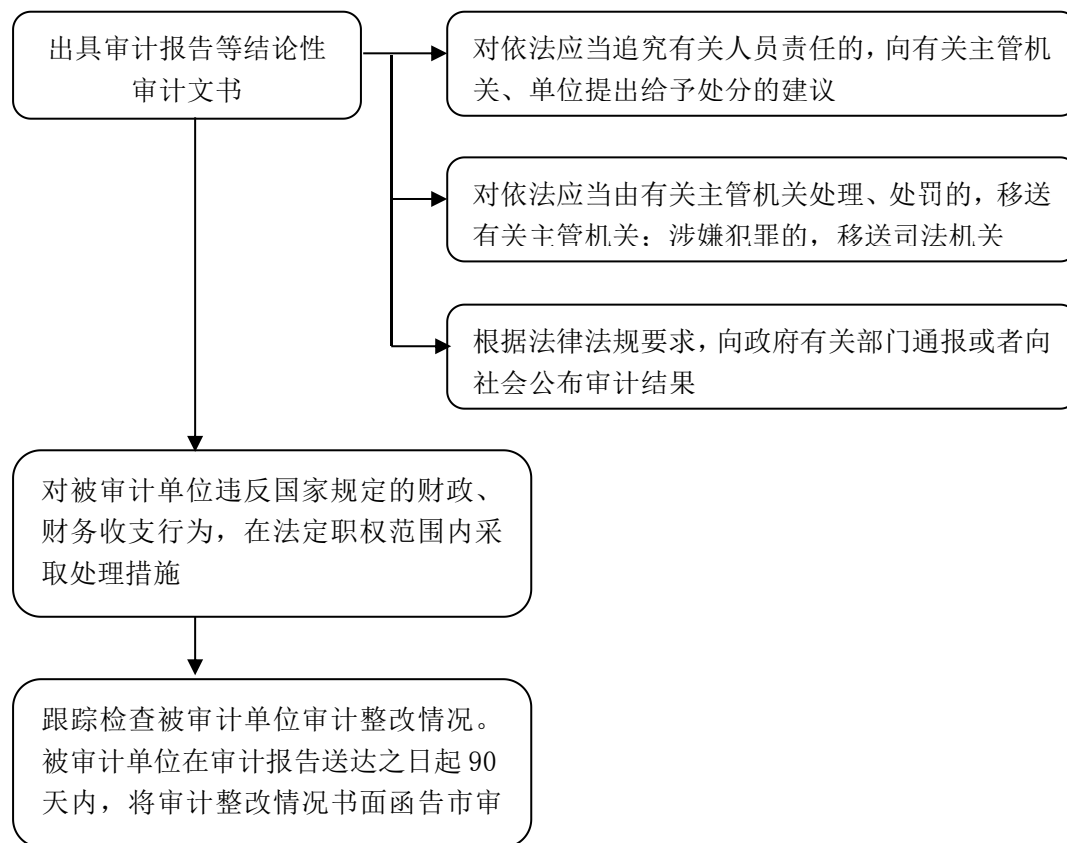 出具审计报告等结论性
审计文书
对依法应当追究有关人员责任的，向有关主管机
关、单位提出给予处分的建议
对依法应当由有关主管机关处理、处罚的，移送
有关主管机关；涉嫌犯罪的，移送司法机关
根据法律法规要求，向政府有关部门通报或者向
社会公布审计结果
对被审计单位违反国家规定的财政、
财务收支行为，在法定职权范围内采
取处理措施
跟踪检查被审计单位审计整改情况。
被审计单位在审计报告送达之日起 90
天内，将审计整改情况书面函告市审